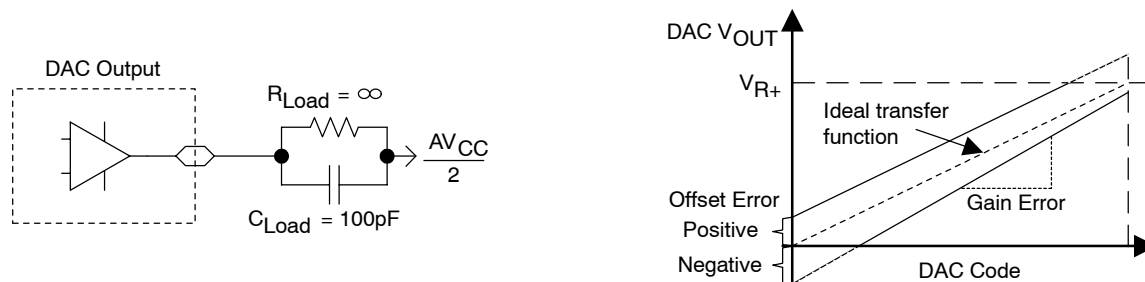 DAC Output
R_Load = ∞
C_Load = 100pF
AV_CC
2
DAC V_OUT
V_R+
Ideal transfer
function
Offset Error
Positive
Negative
Gain Error
DAC Code